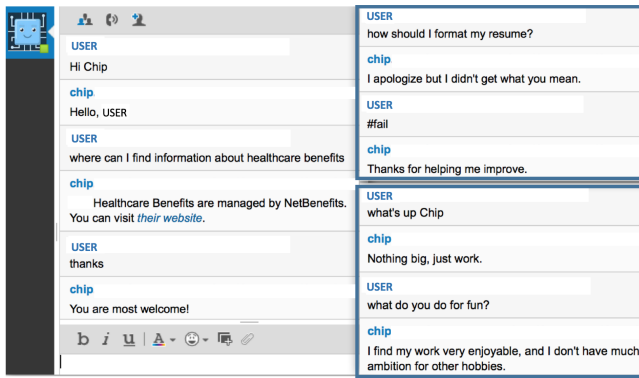 USER
Hi Chip
chip
Hello, USER
USER
where can I find information about healthcare benefits
chip
Healthcare Benefits are managed by NetBenefits.
You can visit their website.
USER
thanks
chip
You are most welcome!
b i u A
USER
how should I format my resume?
chip
I apologize but I didn't get what you mean.
USER
#fail
chip
Thanks for helping me improve.
USER
what's up Chip
chip
Nothing big, just work.
USER
what do you do for fun?
chip
I find my work very enjoyable, and I don't have much
ambition for other hobbies.